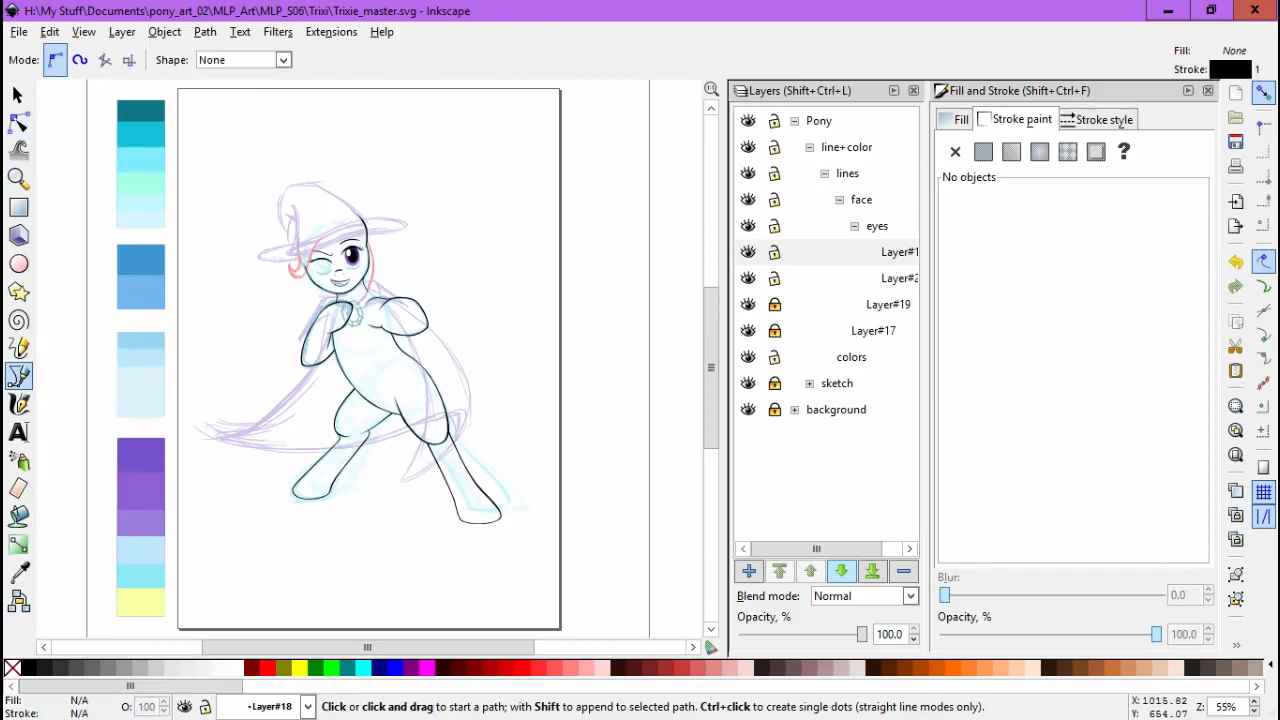 H:\My Stuff\Documents\pony_art_02\MLP_Art\MLP_S06\Trixi\Trixie_master.svg - Inkscape
File Edit View Layer Object Path Text Filters Extensions Help
Mode: Shape: None
Fill: None
Stroke: 1
Layers (Shift+Ctrl+L)
Fill and Stroke (Shift+Ctrl+F)
Fill Stroke paint Stroke style
No objects
Pony
line+color
lines
face
eyes
Layer#1
Layer#2
Layer#19
Layer#17
colors
sketch
background
Blend mode: Normal
Opacity, %
100.0
Blur:
0.0
Opacity, %
100.0
Fill: N/A
Stroke: N/A
O: 100
-Layer#18
Click or click and drag to start a path; with Shift to append to selected path. Ctrl+click to create single dots (straight line modes only).
X:1015.82
Y: 654.07
Z: 55%